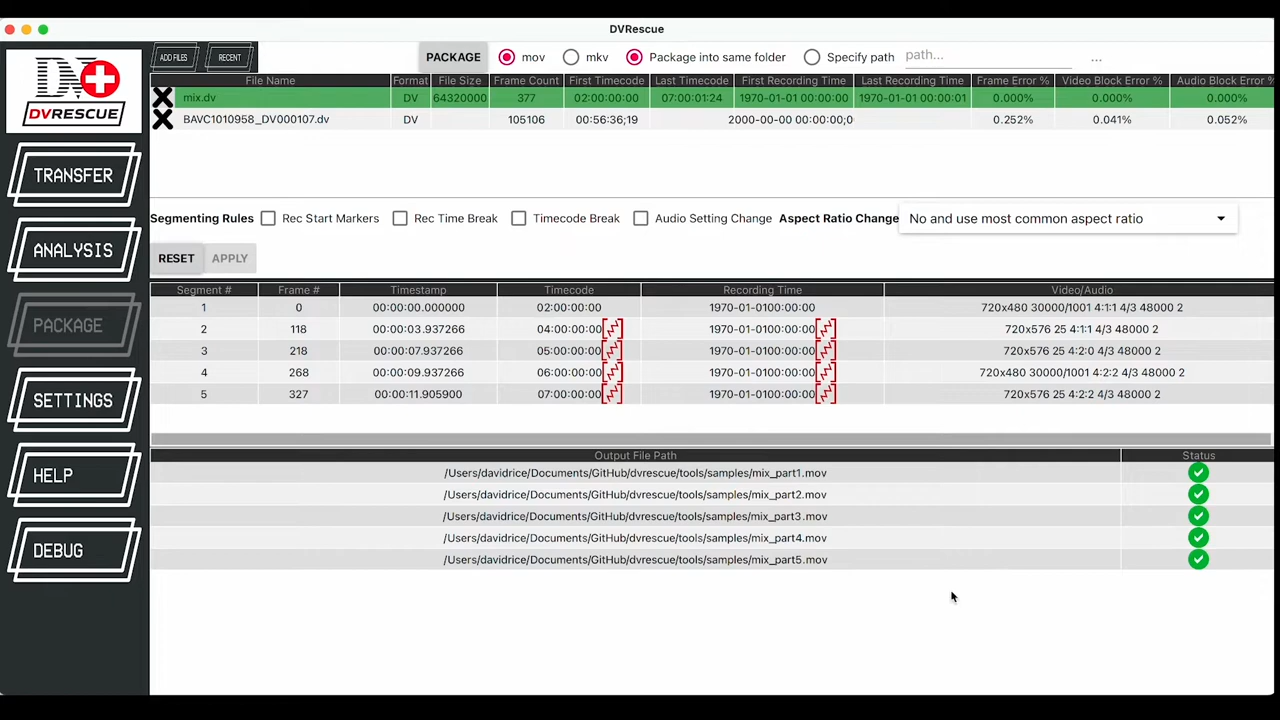 DVRescue
DV
DVRESCUE
ADD FILES RECENT PACKAGE mov mkv Package into same folder Specify path path... ...
File Name Format File Size Frame Count First Timecode Last Timecode First Recording Time Last Recording Time Frame Error % Video Block Error % Audio Block Error %
mix.dv DV 64320000 377 02:00:00:00 07:00:01:24 1970-01-01 00:00:00 1970-01-01 00:00:01 0.000% 0.000% 0.000%
BAVC1010958_DV000107.dv DV 105106 00:56:36;19 2000-00-00 00:00:00;0 0.252% 0.041% 0.052%
TRANSFER
ANALYSIS
PACKAGE
SETTINGS
HELP
DEBUG
Segmenting Rules Rec Start Markers Rec Time Break Timecode Break Audio Setting Change Aspect Ratio Change No and use most common aspect ratio
RESET APPLY
Segment # Frame # Timestamp Timecode Recording Time Video/Audio
1 0 00:00:00.000000 02:00:00:00 1970-01-0100:00:00 720x480 30000/1001 4:1:1 4/3 48000 2
2 118 00:00:03.937266 04:00:00:00 1970-01-0100:00:00 720x576 25 4:1:1 4/3 48000 2
3 218 00:00:07.937266 05:00:00:00 1970-01-0100:00:00 720x576 25 4:2:0 4/3 48000 2
4 268 00:00:09.937266 06:00:00:00 1970-01-0100:00:00 720x480 30000/1001 4:2:2 4/3 48000 2
5 327 00:00:11.905900 07:00:00:00 1970-01-0100:00:00 720x576 25 4:2:2 4/3 48000 2
Output File Path Status
/Users/davidrice/Documents/GitHub/dvrescue/tools/samples/mix_part1.mov
/Users/davidrice/Documents/GitHub/dvrescue/tools/samples/mix_part2.mov
/Users/davidrice/Documents/GitHub/dvrescue/tools/samples/mix_part3.mov
/Users/davidrice/Documents/GitHub/dvrescue/tools/samples/mix_part4.mov
/Users/davidrice/Documents/GitHub/dvrescue/tools/samples/mix_part5.mov